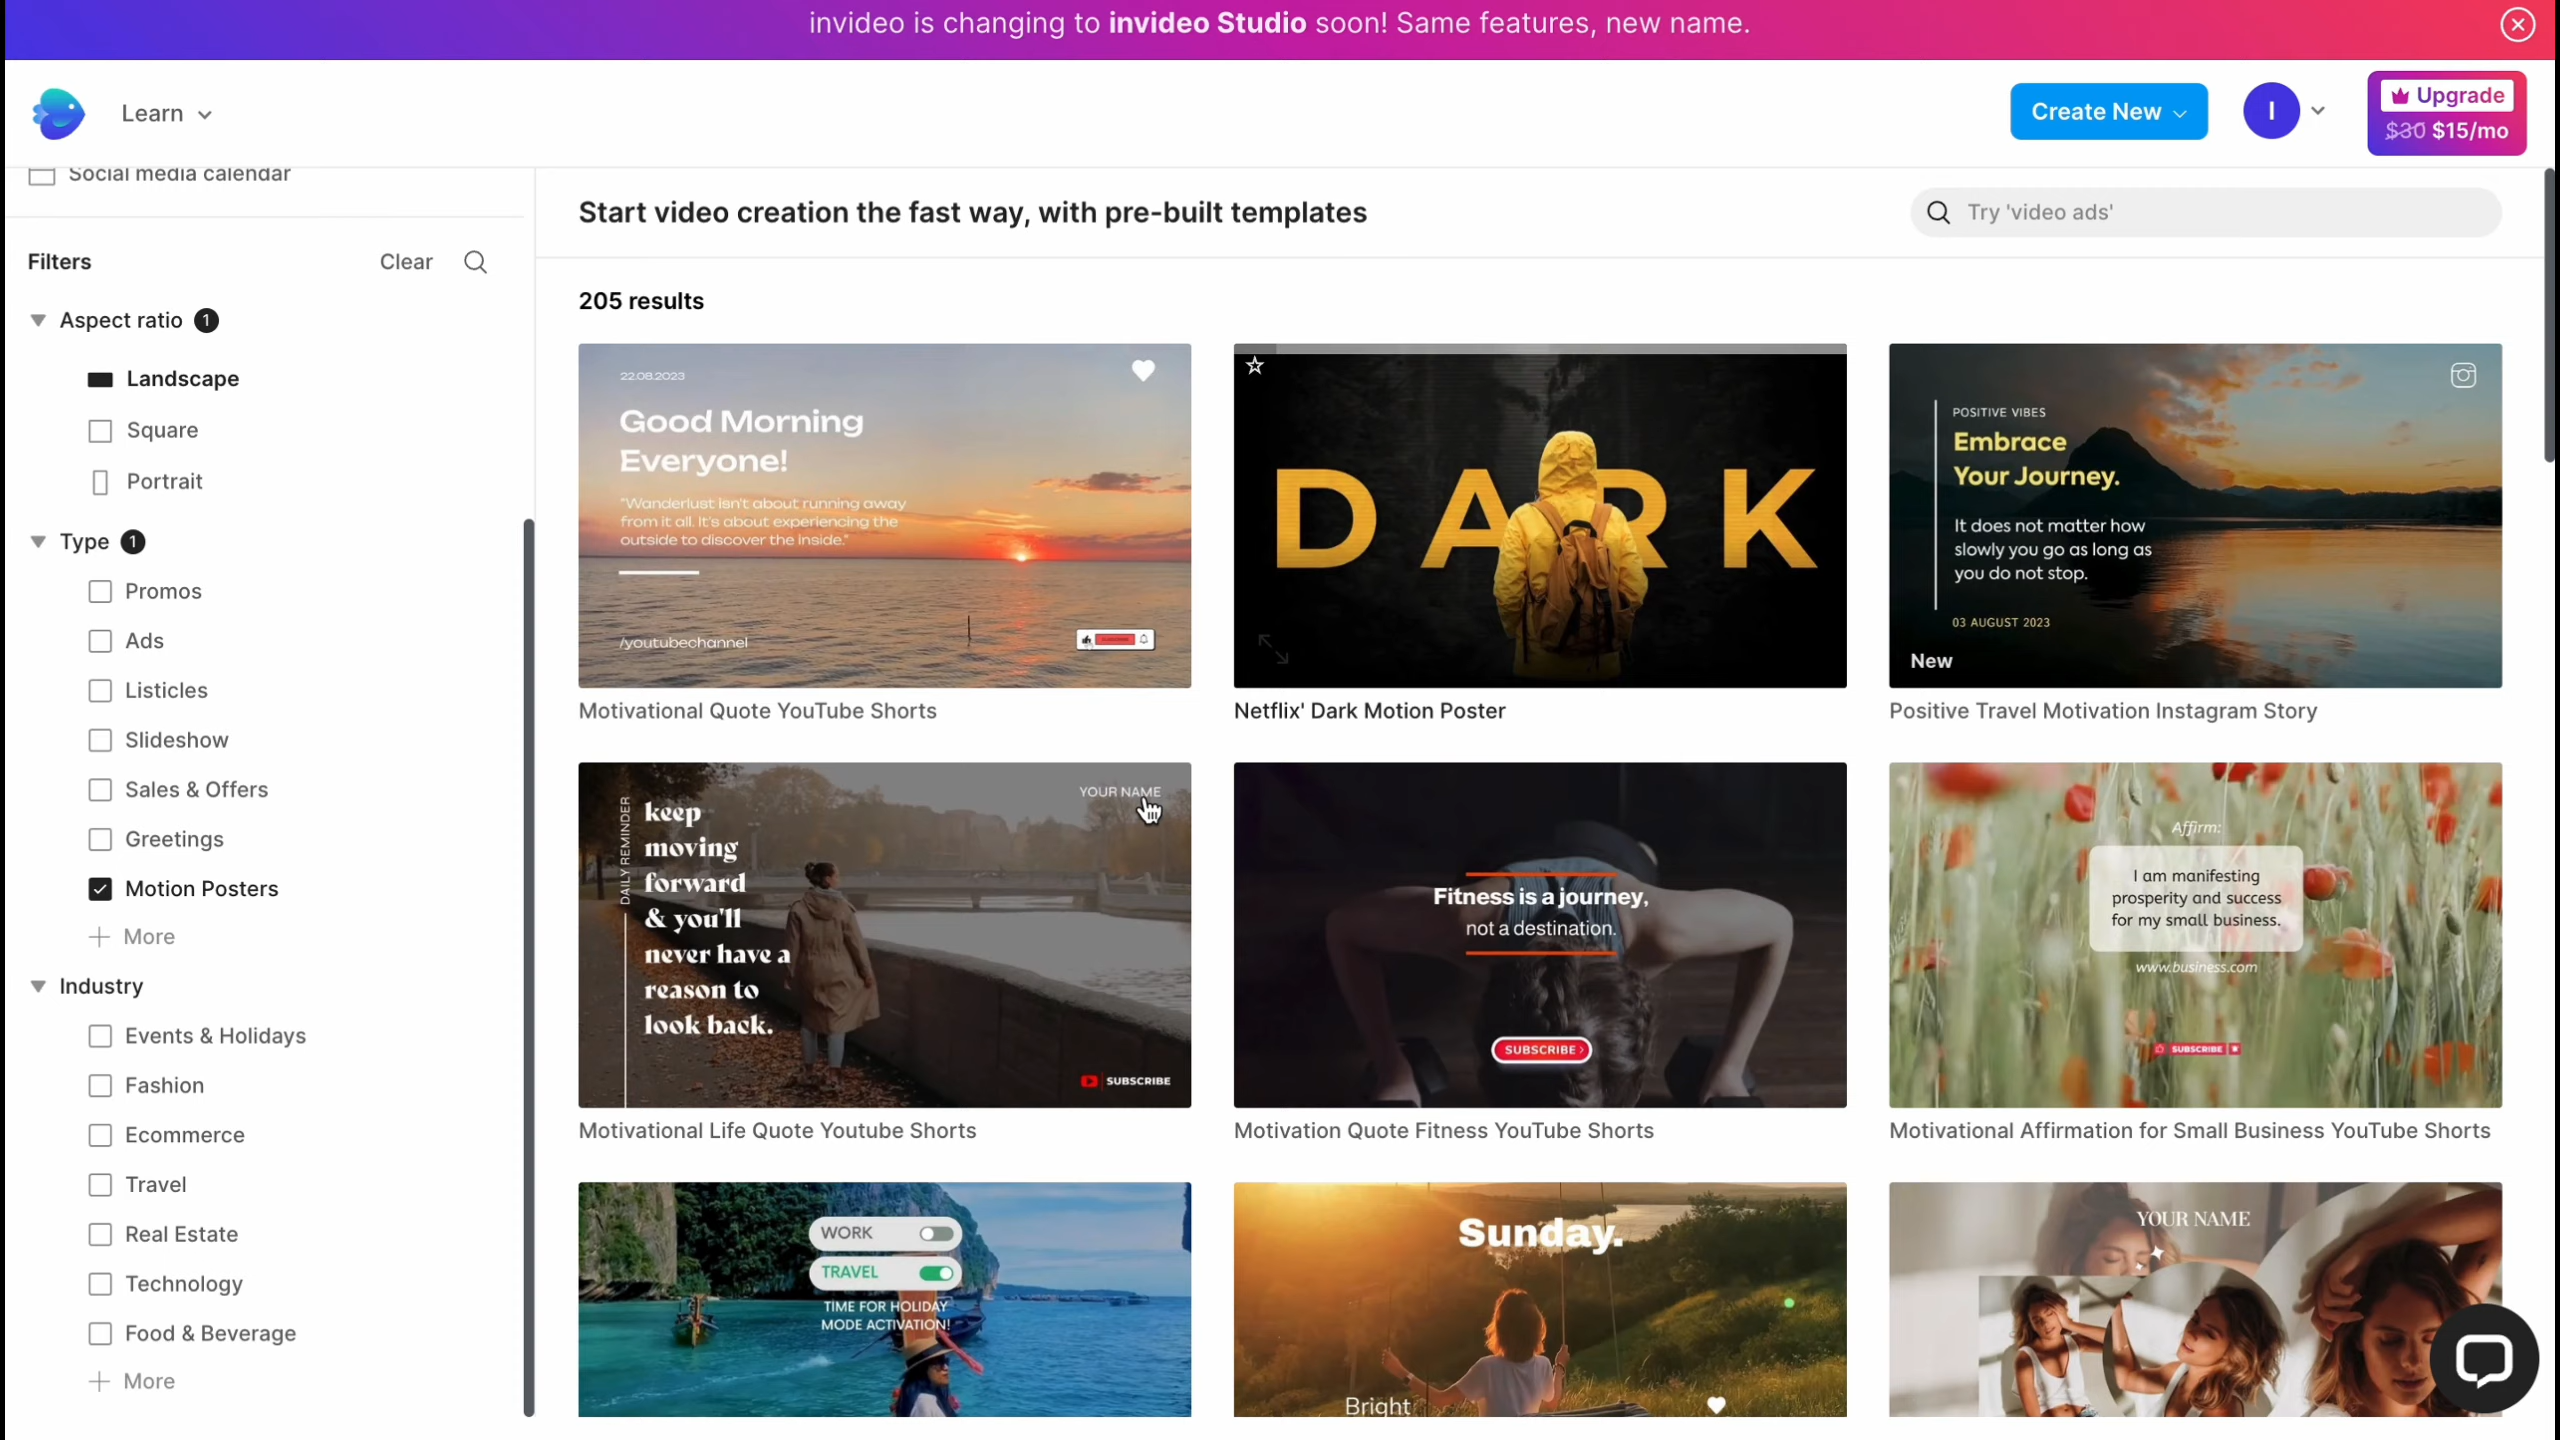 invideo is changing to invideo Studio soon! Same features, new name.
Learn
Create New
I
Upgrade
$30 $15/mo
Social media calendar
Start video creation the fast way, with pre-built templates
Try 'video ads'
Filters
Clear
205 results
Aspect ratio 1
Landscape
Square
Portrait
Type 1
Promos
Ads
Listicles
Slideshow
Sales & Offers
Greetings
Motion Posters
More
Industry
Events & Holidays
Fashion
Ecommerce
Travel
Real Estate
Technology
Food & Beverage
More
22.08.2023
Good Morning
Everyone!
"Wanderlust isn't about running away
from it all. It's about experiencing the
outside to discover the inside."
/youtubechannel
Motivational Quote YouTube Shorts
DARK
Netflix' Dark Motion Poster
POSITIVE VIBES
Embrace
Your Journey.
It does not matter how
slowly you go as long as
you do not stop.
03 AUGUST 2023
New
Positive Travel Motivation Instagram Story
YOUR NAME
DAILY REMINDER
keep
moving
forward
& you'll
never have a
reason to
look back.
SUBSCRIBE
Motivational Life Quote Youtube Shorts
Fitness is a journey,
not a destination.
SUBSCRIBE
Motivation Quote Fitness YouTube Shorts
Affirm:
I am manifesting
prosperity and success
for my small business.
www.business.com
SUBSCRIBE
Motivational Affirmation for Small Business YouTube Shorts
WORK
TRAVEL
TIME FOR HOLIDAY
MODE ACTIVATION!
Sunday.
Bright
YOUR NAME